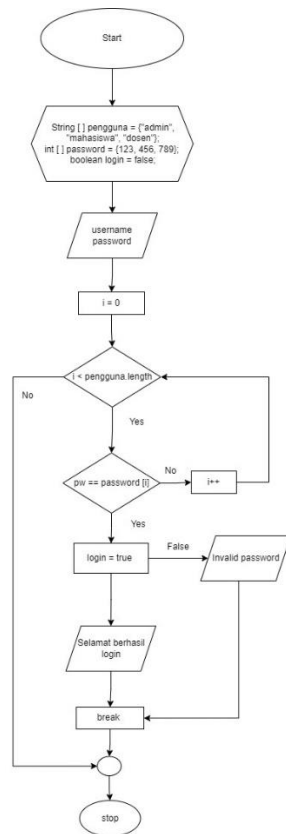 Start
String [ ] pengguna = {"admin",
"mahasiswa", "dosen"};
int [ ] password = {123, 456, 789};
boolean login = false;
username
password
i = 0
i < pengguna.length
No
Yes
pw == password [i]
No
i++
Yes
login = true
False
Invalid password
Selamat berhasil
login
break
stop